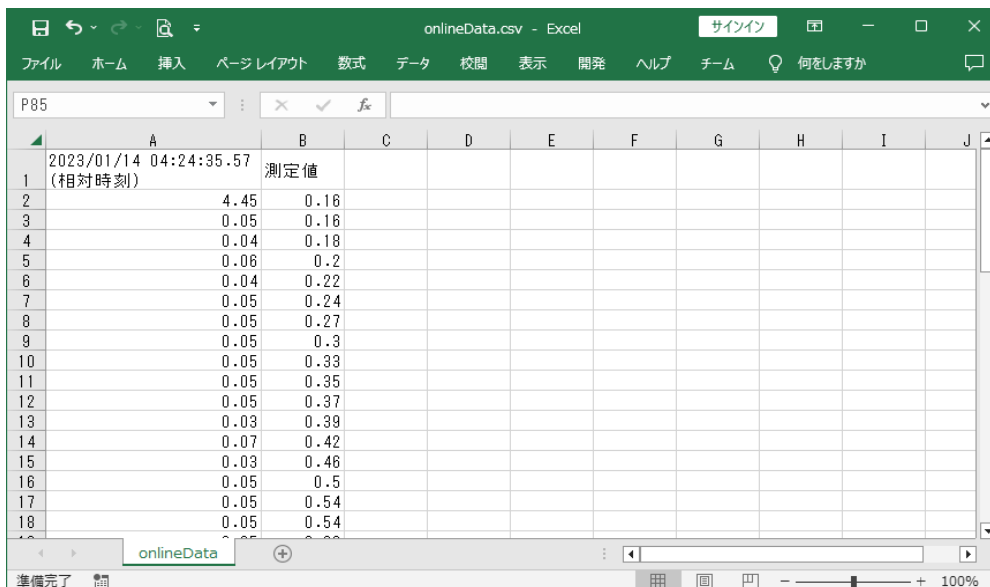 onlineData.csv - Excel
サインイン
ファイル ホーム 挿入 ページ レイアウト 数式 データ 校閲 表示 開発 ヘルプ チーム 何をしますか
P85 fx
A B C D E F G H I J
1 2023/01/14 04:24:35.57 (相対時刻) 測定値
2 4.45 0.16
3 0.05 0.16
4 0.04 0.18
5 0.06 0.2
6 0.04 0.22
7 0.05 0.24
8 0.05 0.27
9 0.05 0.3
10 0.05 0.33
11 0.05 0.35
12 0.05 0.37
13 0.03 0.39
14 0.07 0.42
15 0.03 0.46
16 0.05 0.5
17 0.05 0.54
18 0.05 0.54
onlineData
準備完了 100%